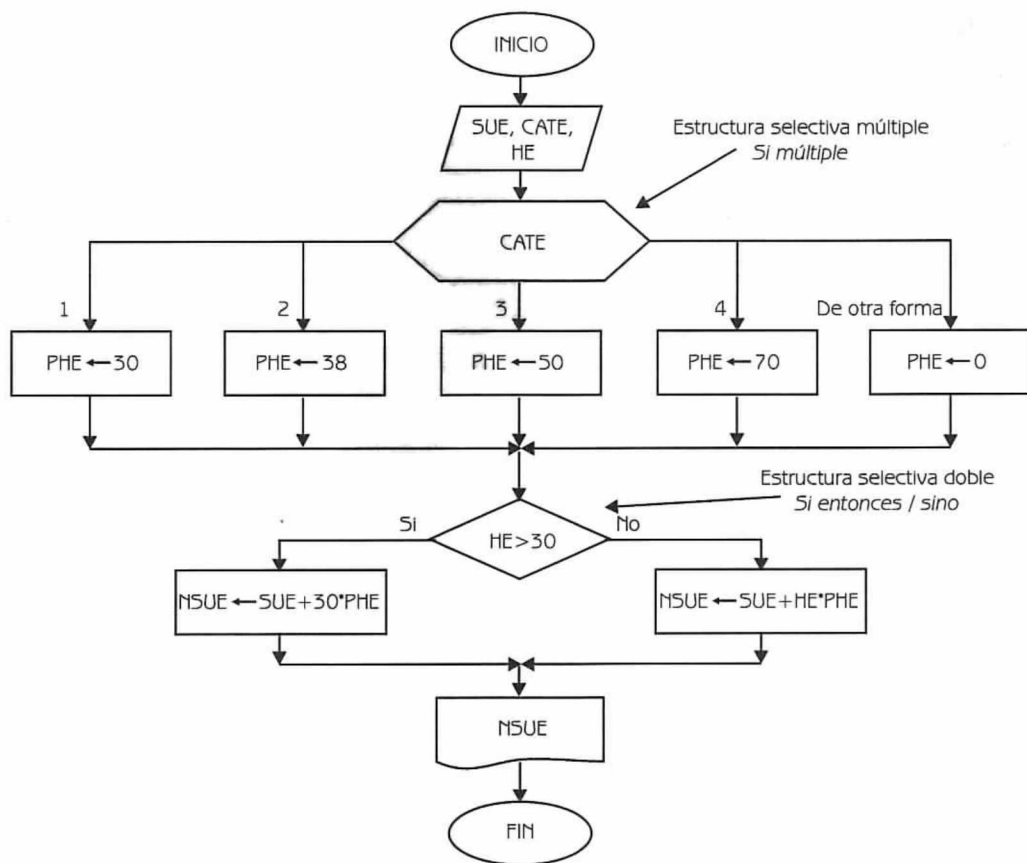 INICIO
SUE, CATE,
HE
Estructura selectiva múltiple
Si múltiple
CATE
1
2
3
4
De otra forma
PHE ← 30
PHE ← 38
PHE ← 50
PHE ← 70
PHE ← 0
Estructura selectiva doble
Si entonces / sino
Si
HE>30
No
NSUE ← SUE+30*PHE
NSUE ← SUE+HE*PHE
NSUE
FIN